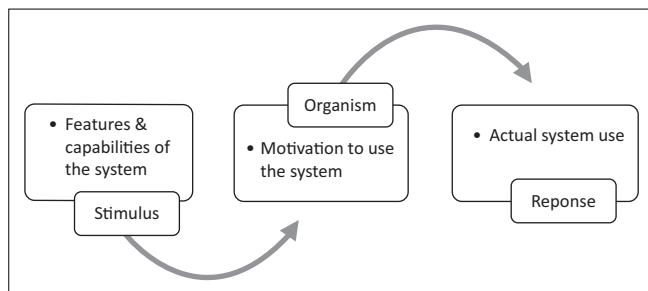 • Features &
capabilities of
the system
Stimulus
Organism
• Motivation to use
the system
• Actual system use
Reponse